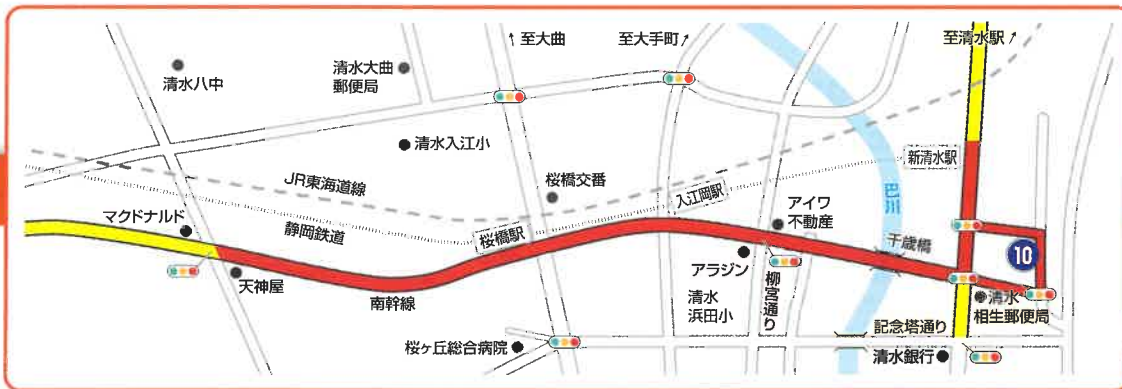 ↑至大曲
至大手町↗
至清水駅↗
清水八中
清水大曲
郵便局
清水入江小
JR東海道線
静岡鉄道
マクドナルド
桜橋交番
入江岡駅
桜橋駅
新清水駅
巴川
アイワ
不動産
千歳橋
10
天神屋
南幹線
アラジン
清水
浜田小
柳宮通り
清水
相生郵便局
記念塔通り
桜ヶ丘総合病院
清水銀行